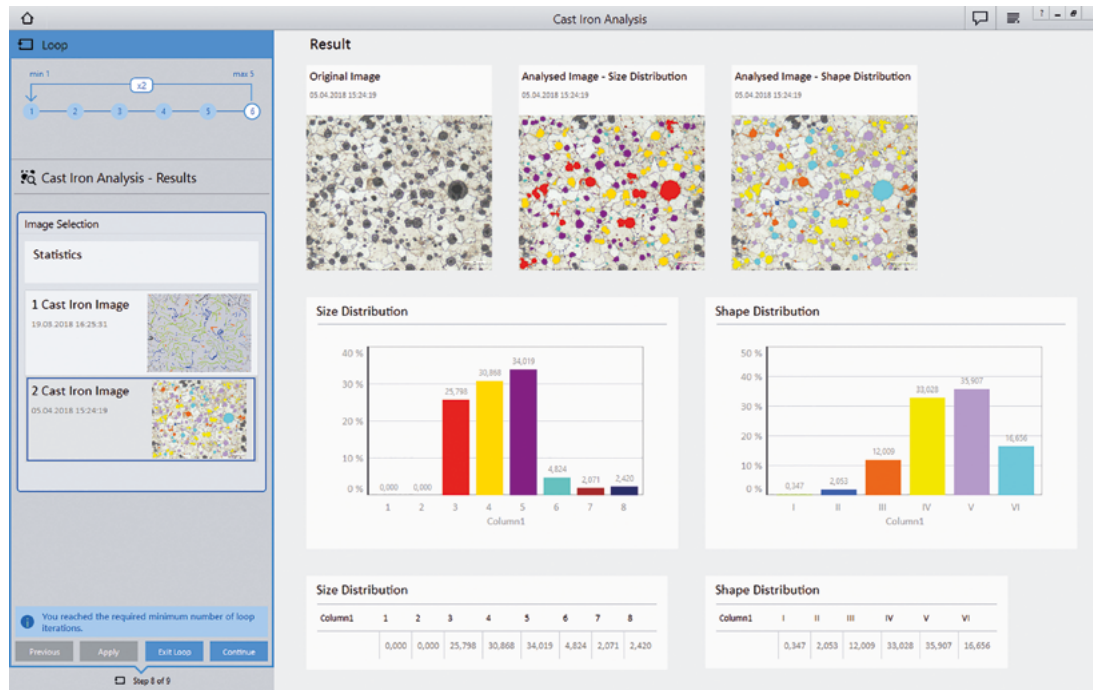 Cast Iron Analysis
?
Loop
min 1
max 5
x2
1 2 3 4 5 6
Cast Iron Analysis - Results
Image Selection
Statistics
1 Cast Iron Image
19.03.2018 16:25:51
2 Cast Iron Image
05.04.2018 15:24:19
You reached the required minimum number of loop
iterations.
Previous Apply Exit Loop Continue
Step 8 of 9
Result
Original Image
05.04.2018 15:24:19
Analysed Image - Size Distribution
05.04.2018 15:24:19
Analysed Image - Shape Distribution
05.04.2018 15:24:19
Size Distribution
40 %
30 %
20 %
10 %
0 %
0,000 0,000 25,798 30,868 34,019 4,824 2,071 2,420
1 2 3 4 5 6 7 8
Column1
Shape Distribution
50 %
40 %
30 %
20 %
10 %
0 %
0,347 2,053 12,009 33,028 35,907 16,656
I II III IV V VI
Column1
Size Distribution
Column1 1 2 3 4 5 6 7 8
0,000 0,000 25,798 30,868 34,019 4,824 2,071 2,420
Shape Distribution
Column1 I II III IV V VI
0,347 2,053 12,009 33,028 35,907 16,656